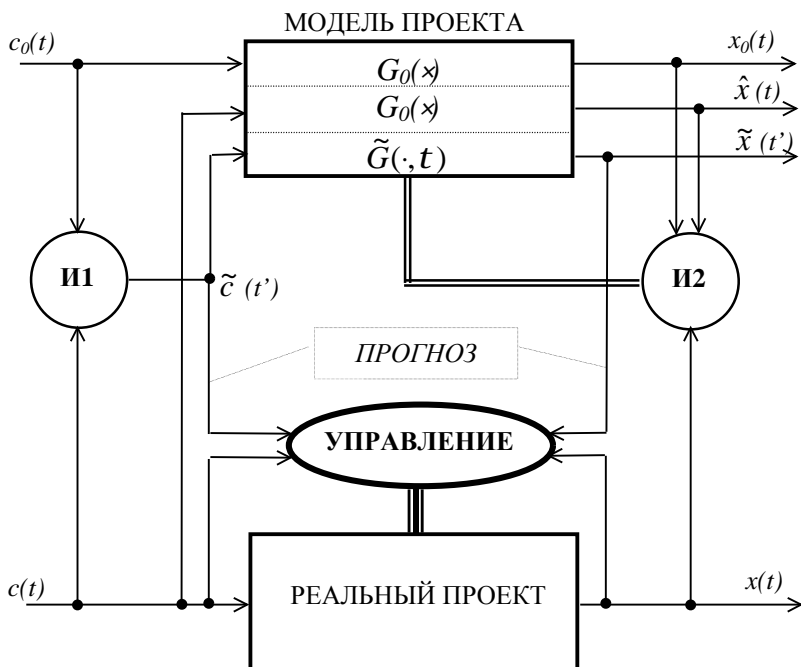 МОДЕЛЬ ПРОЕКТА
c₀(t)
x₀(t)
G₀(×)
x̂ (t)
G₀(×)
x̃ (t')
G̃(·,t)
И1
И2
c̃ (t')
ПРОГНОЗ
УПРАВЛЕНИЕ
c(t)
РЕАЛЬНЫЙ ПРОЕКТ
x(t)